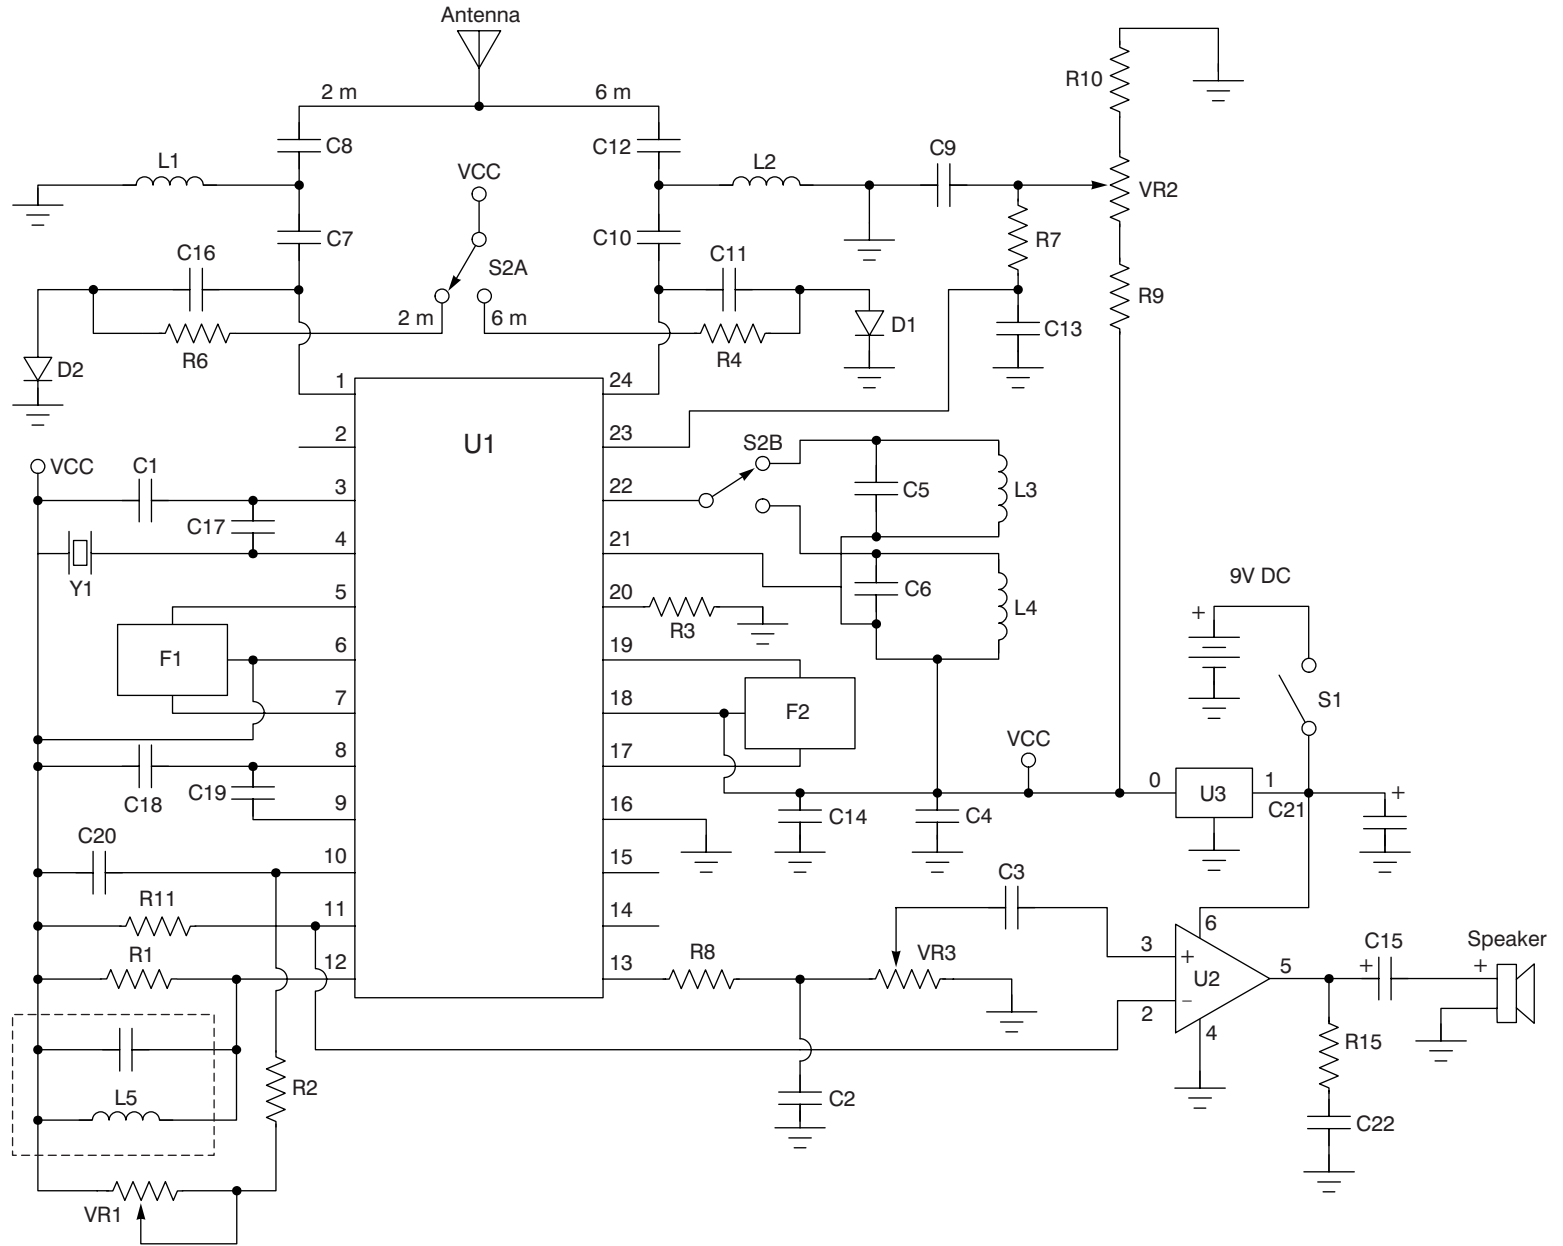 Antenna
2 m
6 m
R10
C8
C12
C9
L1
L2
VCC
VR2
C7
C10
R7
C16
C11
S2A
R9
2 m
6 m
D1
C13
R6
R4
D2
1
24
U1
2
23
S2B
VCC
C1
3
22
C5
L3
C17
4
21
Y1
9V DC
C6
5
20
L4
+
R3
F1
6
19
S1
7
18
F2
VCC
8
17
0
U3
1
C18
C19
9
16
C14
C4
C21
+
C20
10
15
C3
R11
11
14
6
Speaker
R1
12
13
R8
VR3
3
+
U2
5
C15
+
+
2
−
4
R15
L5
R2
C2
C22
VR1